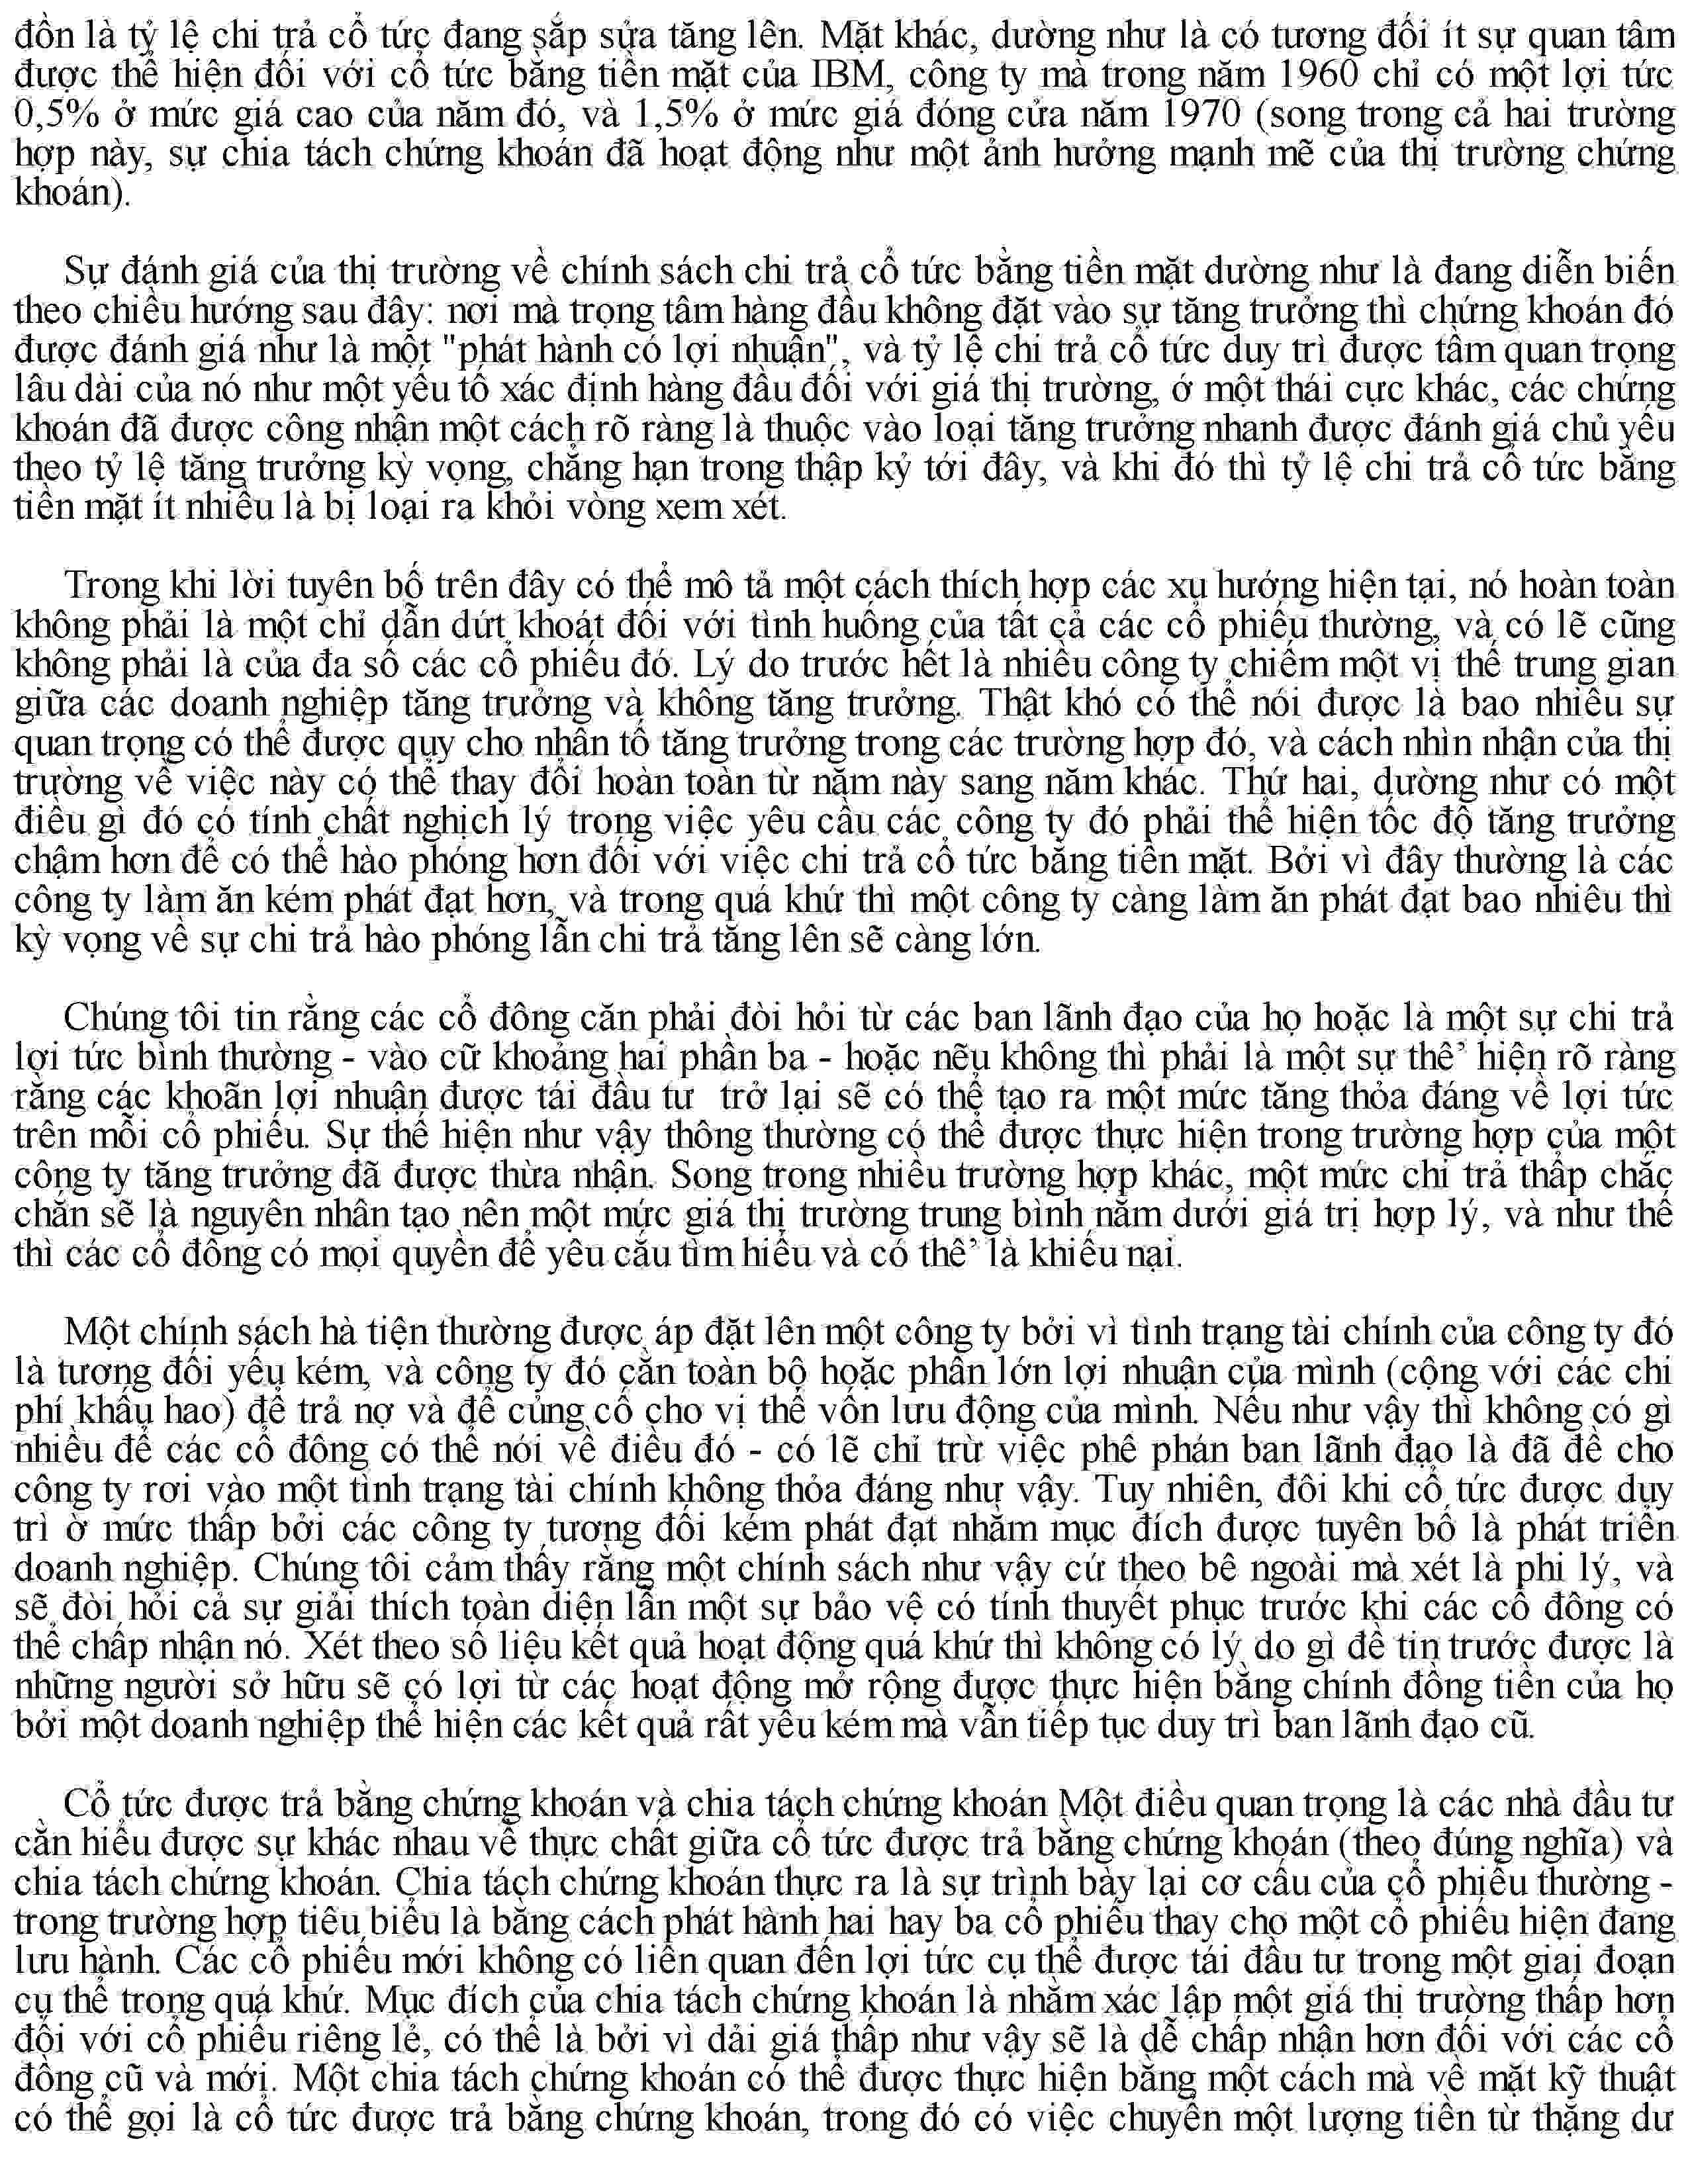 đồn là tỷ lệ chi trả cổ tức đang sắp sửa tăng lên. Mặt khác, dường như là có tương đối ít sự quan tâm
được thể hiện đối với cổ tức bằng tiền mặt của IBM, công ty mà trong năm 1960 chỉ có một lợi tức
0,5% ở mức giá cao của năm đó, và 1,5% ở mức giá đóng cửa năm 1970 (song trong cả hai trường
hợp này, sự chia tách chứng khoán đã hoạt động như một ảnh hưởng mạnh mẽ của thị trường chứng
khoán).
Sự đánh giá của thị trường về chính sách chi trả cổ tức bằng tiền mặt dường như là đang diễn biến
theo chiều hướng sau đây: nơi mà trọng tâm hàng đầu không đặt vào sự tăng trưởng thì chứng khoán đó
được đánh giá như là một "phát hành có lợi nhuận", và tỷ lệ chi trả cổ tức duy trì được tầm quan trọng
lâu dài của nó như một yếu tố xác định hàng đầu đối với giá thị trường, ớ một thái cực khác, các chứng
khoán đã được công nhận một cách rõ ràng là thuộc vào loại tăng trưởng nhanh được đánh giá chủ yếu
theo tỷ lệ tăng trưởng kỳ vọng, chẳng hạn trong thập kỷ tới đây, và khi đó thì tỷ lệ chi trả cổ tức bằng
tiền mặt ít nhiều là bị loại ra khỏi vòng xem xét.
Trong khi lời tuyên bố trên đây có thể mô tả một cách thích hợp các xu hướng hiện tại, nó hoàn toàn
không phải là một chỉ dẫn dứt khoát đối với tình huống của tất cả các cổ phiếu thường, và có lẽ cũng
không phải là của đa số các cổ phiếu đó. Lý do trước hết là nhiều công ty chiếm một vị thế trung gian
giữa các doanh nghiệp tăng trưởng và không tăng trưởng. Thật khó có thể nói được là bao nhiêu sự
quan trọng có thể được quy cho nhân tố tăng trưởng trong các trường hợp đó, và cách nhìn nhận của thị
trường về việc này có thể thay đổi hoàn toàn từ năm này sang năm khác. Thứ hai, dường như có một
điều gì đó có tính chất nghịch lý trong việc yêu cầu các công ty đó phải thể hiện tốc độ tăng trưởng
chậm hơn để có thể hào phóng hơn đối với việc chi trả cổ tức bằng tiền mặt. Bởi vì đây thường là các
công ty làm ăn kém phát đạt hơn, và trong quá khứ thì một công ty càng làm ăn phát đạt bao nhiêu thì
kỳ vọng về sự chi trả hào phóng lẫn chi trả tăng lên sẽ càng lớn.
Chúng tôi tin rằng các cổ đông cãn phải đòi hỏi từ các ban lãnh đạo của họ hoặc là một sự chi trả
lợi tức bình thường - vào cữ khoảng hai phần ba - hoặc nẽu không thì phải là một sự thê’ hiện rõ ràng
rằng các khoãn lợi nhuận được tái đầu tư trở lại sẽ có thể tạo ra một mức tăng thỏa đáng về lợi tức
trên mỗi cổ phiếu. Sự thể hiện như vậy thông thường có thể được thực hiện trong trường hợp của một
công ty tăng trưởng đã được thừa nhận. Song trong nhiều trường hợp khác, một mức chi trả thấp chắc
chắn sẽ là nguyên nhân tạo nên một mức giá thị trường trung bình nằm dưới giá trị hợp lý, và như thế
thì các cổ đông có mọi quyền để yêu cầu tìm hiểu và có thê’ là khiếu nại.
Một chính sách hà tiện thường được áp đặt lên một công ty bởi vì tình trạng tài chính của công ty đó
là tương đối yếu kém, và công ty đó cần toàn bộ hoặc phần lớn lợi nhuận của mình (cộng với các chi
phí khấu hao) để trả nợ và để củng cố cho vị thế vốn lưu động của mình. Nếu như vậy thì không có gì
nhiều để các cổ đông có thể nói về điều đó - có lẽ chỉ trừ việc phê phán ban lãnh đạo là đã để cho
công ty rơi vào một tình trạng tài chính không thỏa đáng như vậy. Tuy nhiên, đôi khi cổ tức được duy
trì ở mức thấp bởi các công ty tương đối kém phát đạt nhằm mục đích được tuyên bố là phát triển
doanh nghiệp. Chúng tôi cảm thấy rằng một chính sách như vậy cứ theo bê ngoài mà xét là phi lý, và
sẽ đòi hỏi cả sự giải thích toàn diện lẫn một sự bảo vệ có tính thuyết phục trước khi các cổ đông có
thể chấp nhận nó. Xét theo số liệu kết quả hoạt động quá khứ thì không có lý do gì để tin trước được là
những người sở hữu sẽ có lợi từ các hoạt động mở rộng được thực hiện bằng chính đồng tiền của họ
bởi một doanh nghiệp thể hiện các kết quả rất yếu kém mà vẫn tiếp tục duy trì ban lãnh đạo cũ.
Cổ tức được trả bằng chứng khoán và chia tách chứng khoán Một điều quan trọng là các nhà đầu tư
cần hiểu được sự khác nhau về thực chất giữa cổ tức được trả bằng chứng khoán (theo đúng nghĩa) và
chia tách chứng khoán. Chia tách chứng khoán thực ra là sự trình bày lại cơ cấu của cổ phiếu thường -
trong trường hợp tiêu biểu là bằng cách phát hành hai hay ba cổ phiếu thay cho một cổ phiếu hiện đang
lưu hành. Các cổ phiếu mới không có liên quan đến lợi tức cụ thể được tái đầu tư trong một giai đoạn
cụ thể trong quá khứ. Mục đích của chia tách chứng khoán là nhằm xác lập một giá thị trường thấp hơn
đối với cổ phiếu riêng lẻ, có thể là bởi vì dải giá thấp như vậy sẽ là dễ chấp nhận hơn đối với các cổ
đông cũ và mới. Một chia tách chứng khoán có thể được thực hiện bằng một cách mà về mặt kỹ thuật
có thể gọi là cổ tức được trả bằng chứng khoán, trong đó có việc chuyển một lượng tiền từ thặng dư